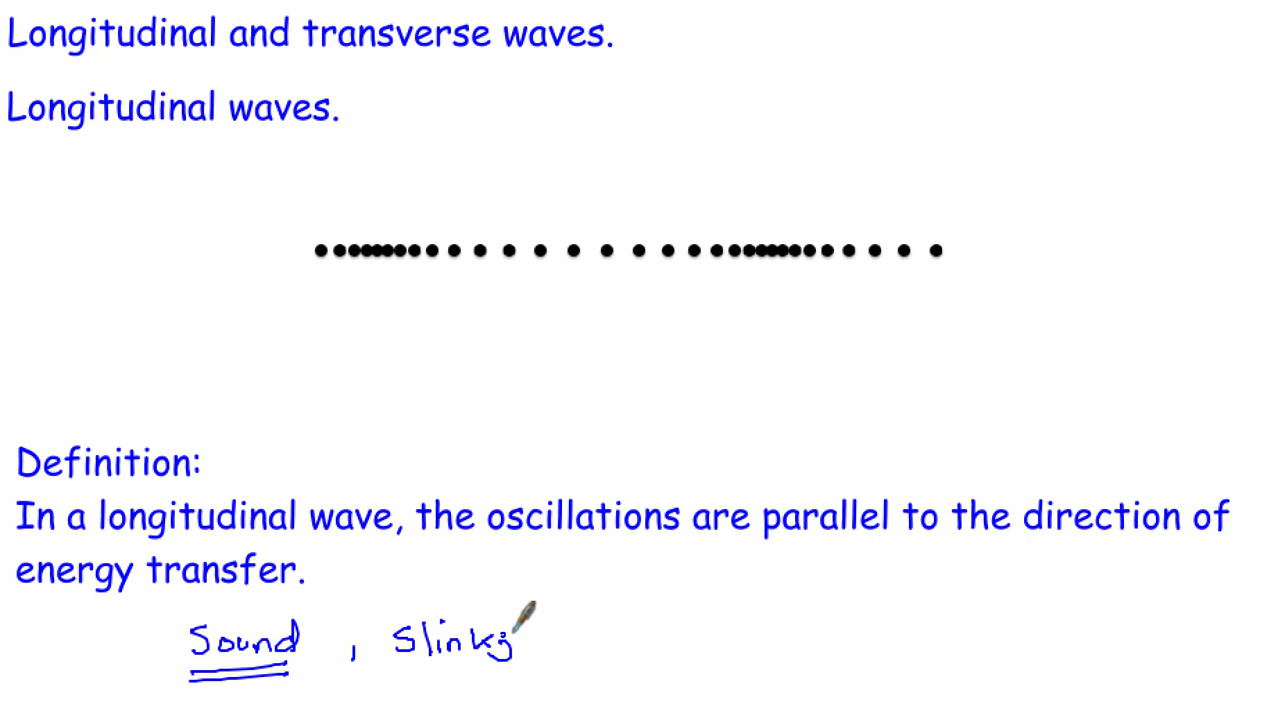 Longitudinal and transverse waves.
Longitudinal waves.
Definition:
In a longitudinal wave, the oscillations are parallel to the direction of
energy transfer.
Sound , Slinky